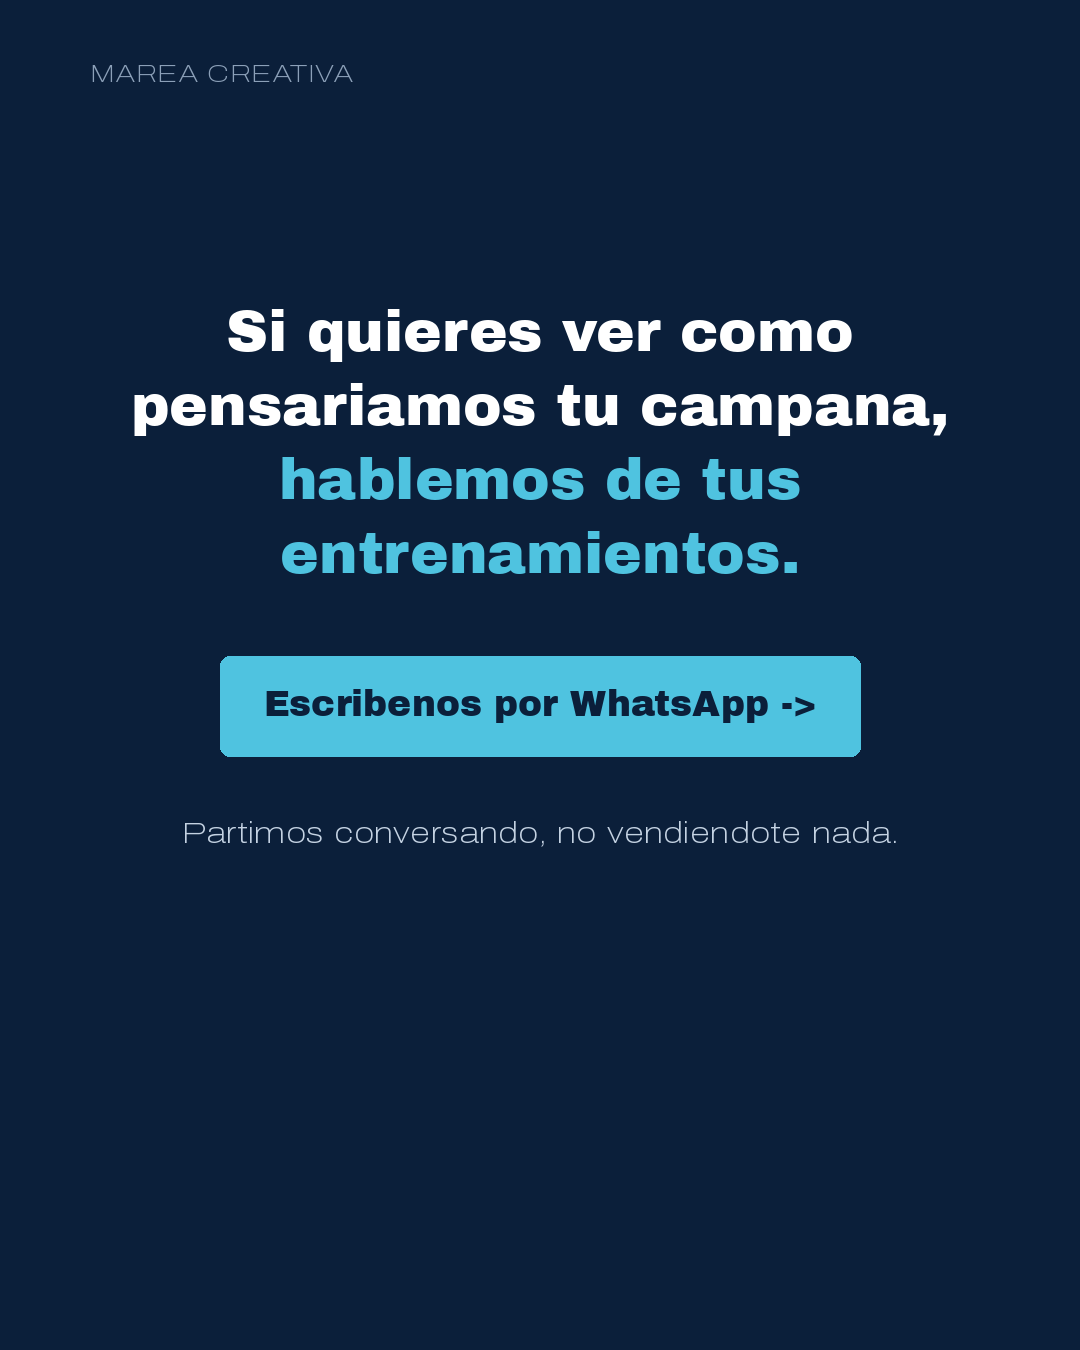 MAREA CREATIVA
Si quieres ver como
pensariamos tu campana,
hablemos de tus
entrenamientos.
Escribenos por WhatsApp ->
Partimos conversando, no vendiendote nada.